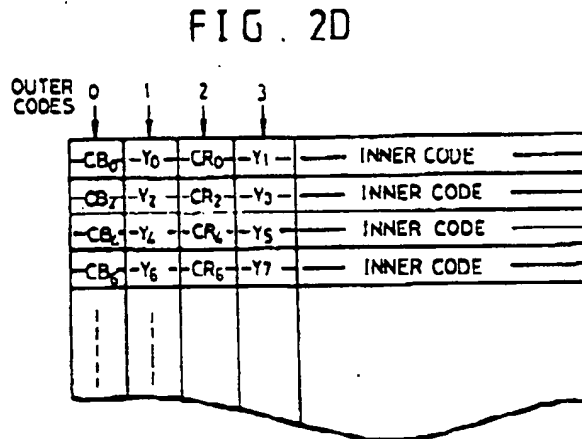 FIG. 2D
OUTER CODES 0 1 2 3
CB0 Y0 CR0 Y1 INNER CODE
CB2 Y2 CR2 Y3 INNER CODE
CB4 Y4 CR4 Y5 INNER CODE
CB6 Y6 CR6 Y7 INNER CODE